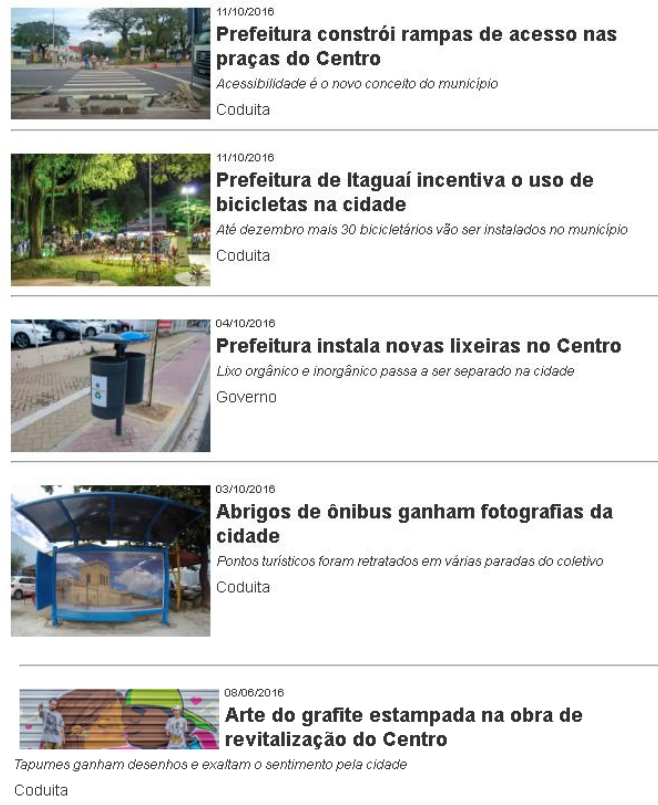 11/10/2016
Prefeitura constrói rampas de acesso nas
praças do Centro
Acessibilidade é o novo conceito do município
Coduita
11/10/2016
Prefeitura de Itaguaí incentiva o uso de
bicicletas na cidade
Até dezembro mais 30 bicicletários vão ser instalados no município
Coduita
04/10/2016
Prefeitura instala novas lixeiras no Centro
Lixo orgânico e inorgânico passa a ser separado na cidade
Governo
03/10/2016
Abrigos de ônibus ganham fotografias da
cidade
Pontos turísticos foram retratados em várias paradas do coletivo
Coduita
08/06/2016
Arte do grafite estampada na obra de
revitalização do Centro
Tapumes ganham desenhos e exaltam o sentimento pela cidade
Coduita